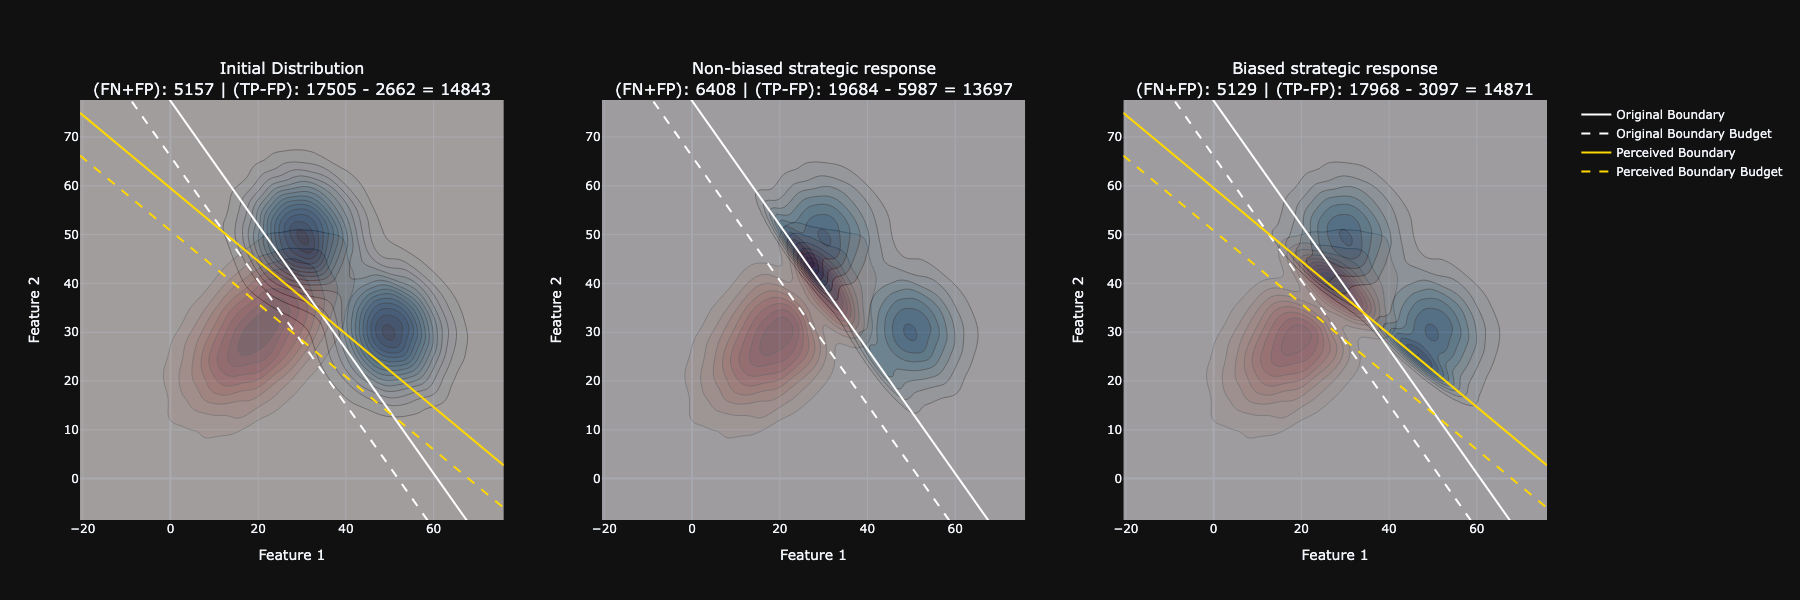 Initial Distribution
(FN+FP): 5157 | (TP-FP): 17505 - 2662 = 14843
Non-biased strategic response
(FN+FP): 6408 | (TP-FP): 19684 - 5987 = 13697
Biased strategic response
(FN+FP): 5129 | (TP-FP): 17968 - 3097 = 14871
Original Boundary
Original Boundary Budget
Perceived Boundary
Perceived Boundary Budget
Feature 2
70
60
50
40
30
20
10
0
−20 0 20 40 60
Feature 1
Feature 2
70
60
50
40
30
20
10
0
−20 0 20 40 60
Feature 1
Feature 2
70
60
50
40
30
20
10
0
−20 0 20 40 60
Feature 1